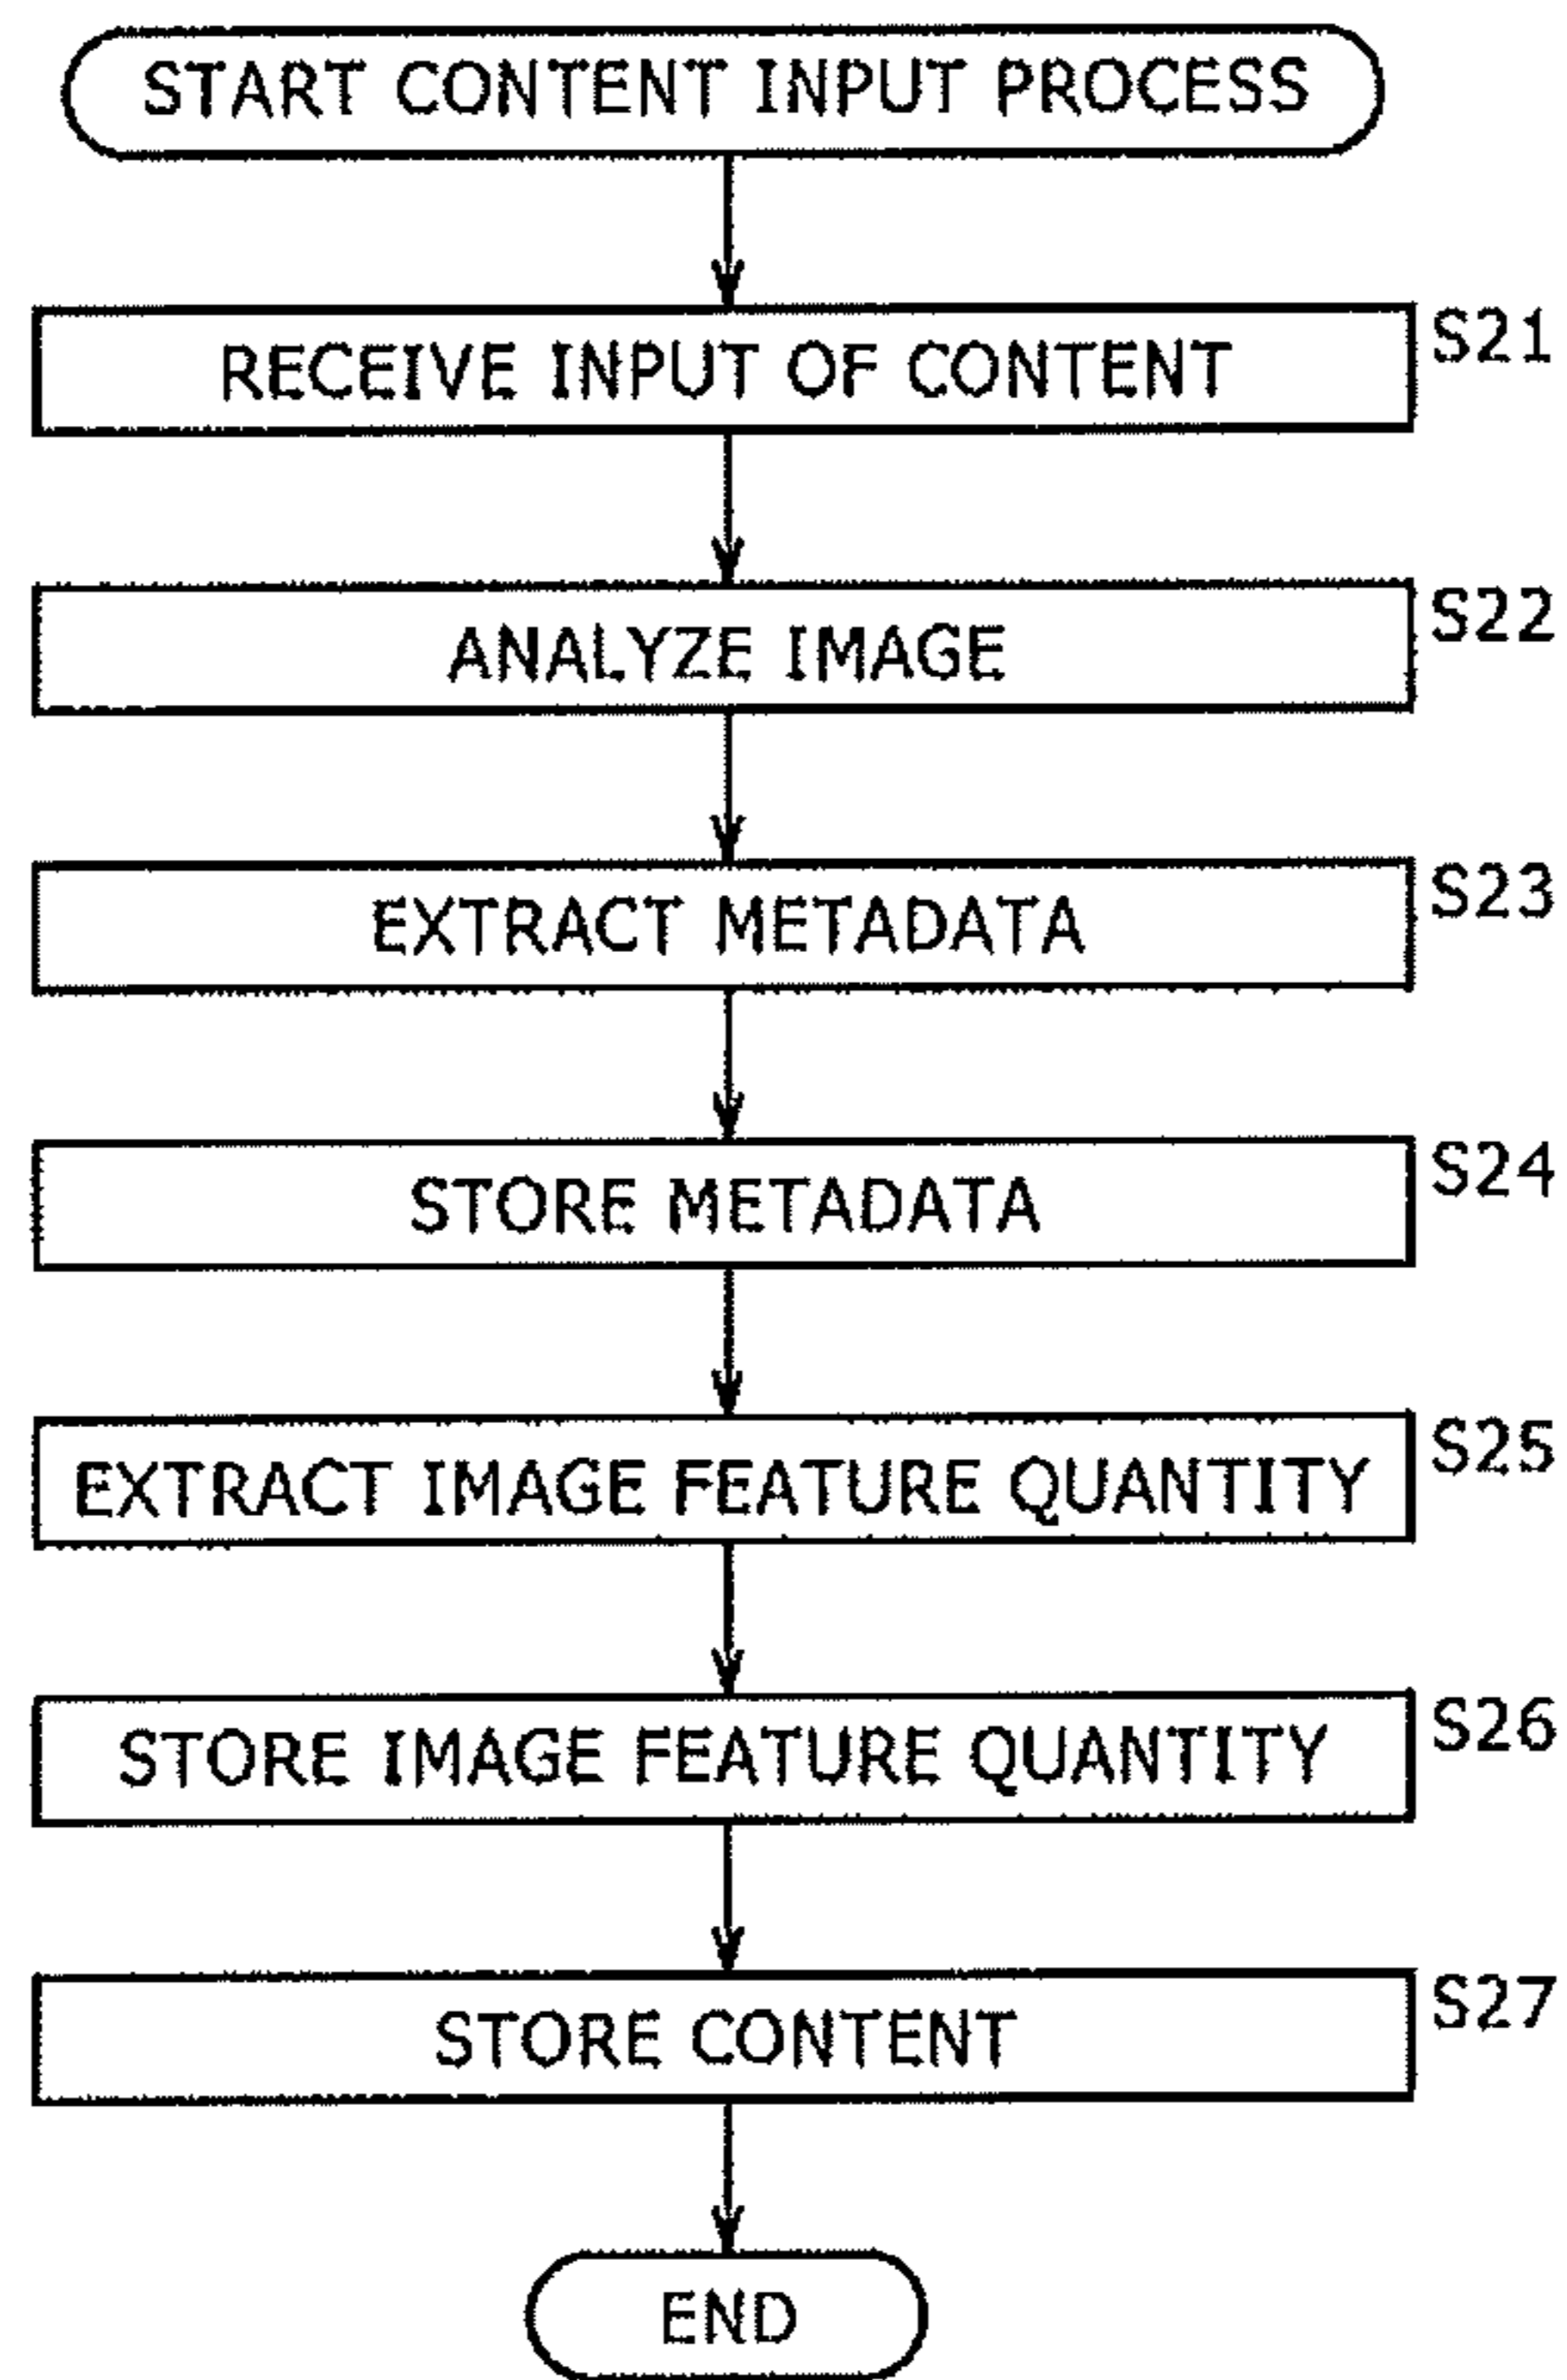 START CONTENT INPUT PROCESS
RECEIVE INPUT OF CONTENT S21
ANALYZE IMAGE S22
EXTRACT METADATA S23
STORE METADATA S24
EXTRACT IMAGE FEATURE QUANTITY S25
STORE IMAGE FEATURE QUANTITY S26
STORE CONTENT S27
END